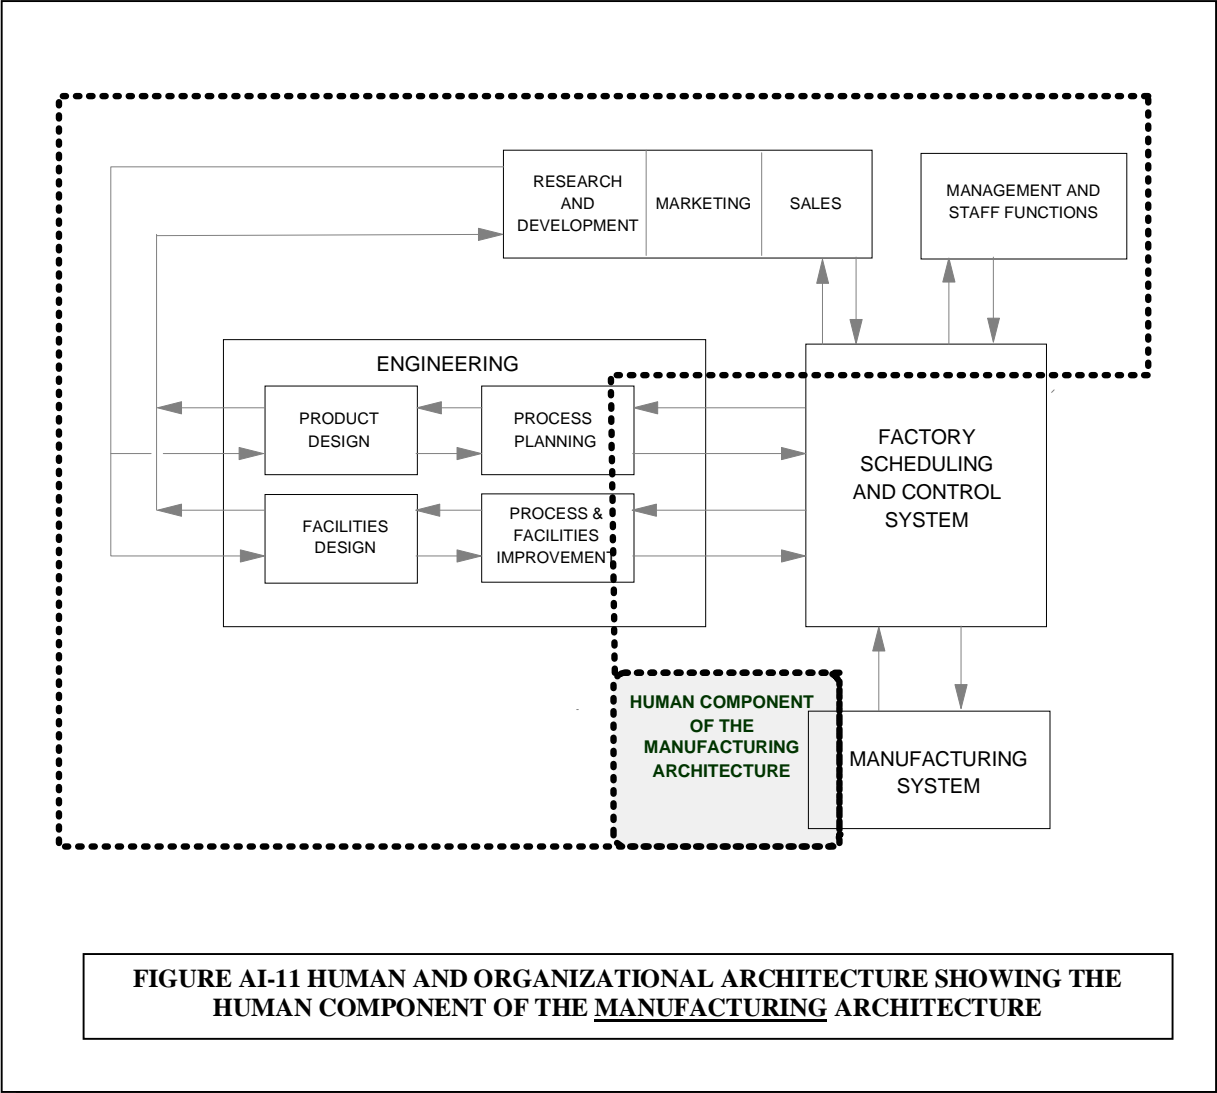 RESEARCH
AND
DEVELOPMENT
MARKETING
SALES
MANAGEMENT AND
STAFF FUNCTIONS
ENGINEERING
PRODUCT
DESIGN
PROCESS
PLANNING
FACILITIES
DESIGN
PROCESS &
FACILITIES
IMPROVEMENT
FACTORY
SCHEDULING
AND CONTROL
SYSTEM
HUMAN COMPONENT
OF THE
MANUFACTURING
ARCHITECTURE
MANUFACTURING
SYSTEM
FIGURE AI-11 HUMAN AND ORGANIZATIONAL ARCHITECTURE SHOWING THE
HUMAN COMPONENT OF THE MANUFACTURING ARCHITECTURE